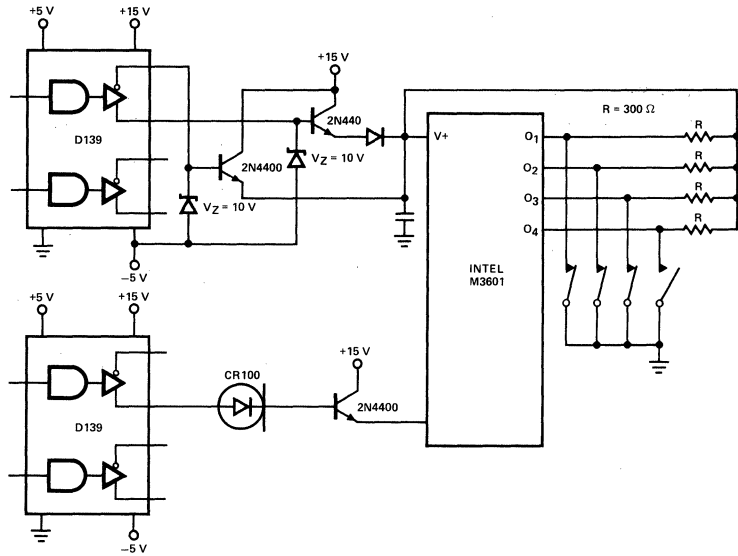 +5 V
+15 V
D139
−5 V
+15 V
2N440
2N4400
VZ = 10 V
VZ = 10 V
V+
O1
O2
O3
O4
R = 300 Ω
R
R
R
R
INTEL
M3601
+5 V
+15 V
D139
−5 V
CR100
+15 V
2N4400